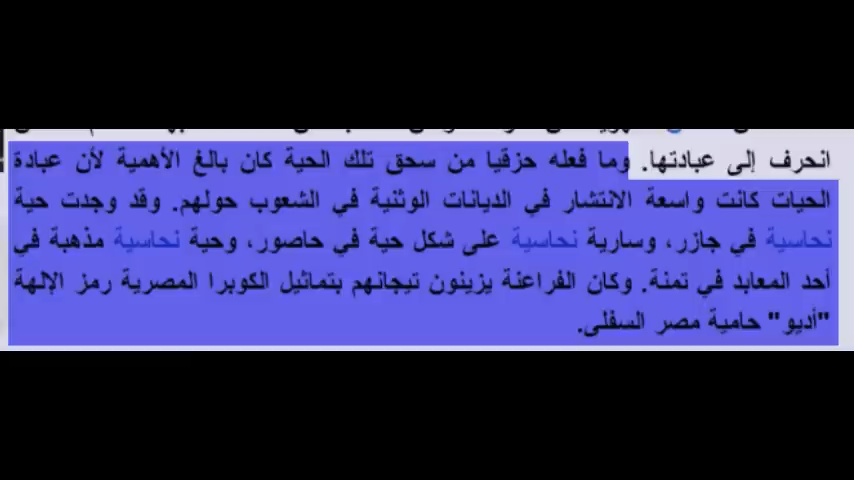 انحرف إلى عبادتها. وما فعله حزقيا من سحق تلك الحية كان بالغ الأهمية لأن عبادة
الحيات كانت واسعة الانتشار في الديانات الوثنية في الشعوب حولهم. وقد وجدت حية
نحاسية في جازر، وسارية نحاسية على شكل حية في حاصور، وحية نحاسية مذهبة في
أحد المعابد في تمنة. وكان الفراعنة يزينون تيجانهم بتماثيل الكوبرا المصرية رمز الإلهة
"أديو" حامية مصر السفلى.